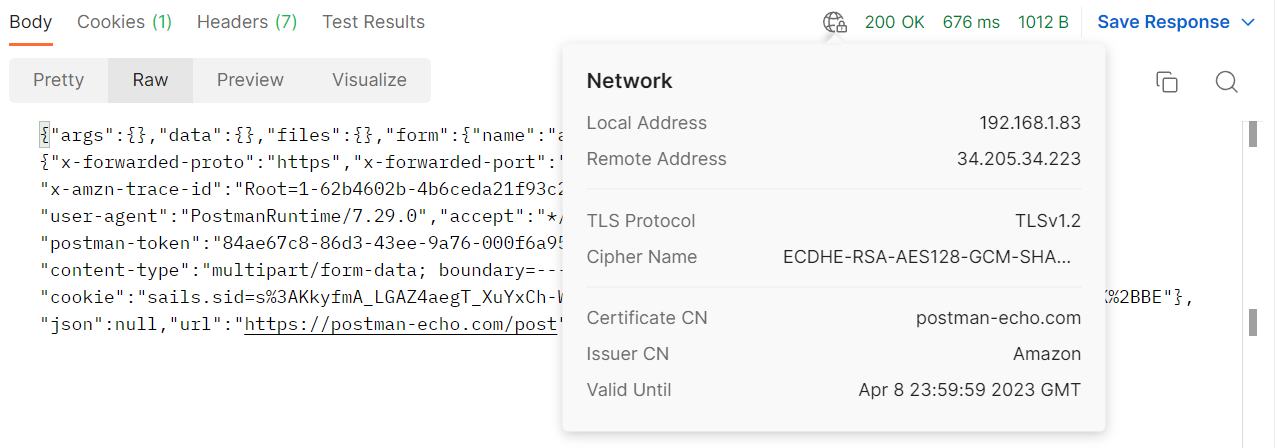 Body Cookies (1) Headers (7) Test Results 200 OK 676 ms 1012 B Save Response
Pretty Raw Preview Visualize
Network
Local Address 192.168.1.83
Remote Address 34.205.34.223
TLS Protocol TLSv1.2
Cipher Name ECDHE-RSA-AES128-GCM-SHA...
Certificate CN postman-echo.com
Issuer CN Amazon
Valid Until Apr 8 23:59:59 2023 GMT
{"args":{},"data":{},"files":{},"form":{"name":"a
{"x-forwarded-proto":"https","x-forwarded-port":"
"x-amzn-trace-id":"Root=1-62b4602b-4b6ceda21f93c2
"user-agent":"PostmanRuntime/7.29.0","accept":"*/
"postman-token":"84ae67c8-86d3-43ee-9a76-000f6a95
"content-type":"multipart/form-data; boundary=---
"cookie":"sails.sid=s%3AKkyfmA_LGAZ4aegT_XuYxCh-W %2BBE"},
"json":null,"url":"https://postman-echo.com/post"